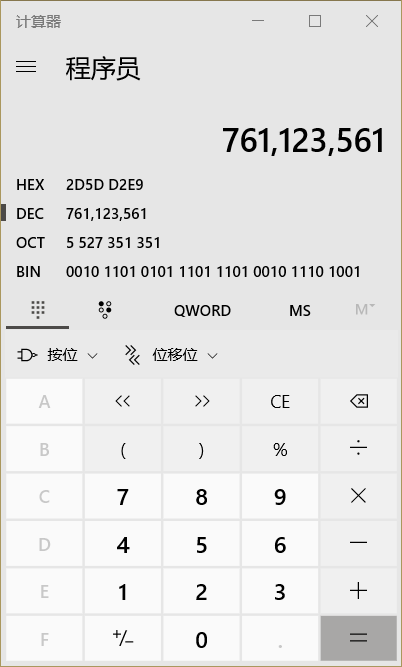 计算器
程序员
761,123,561
HEX 2D5D D2E9
DEC 761,123,561
OCT 5 527 351 351
BIN 0010 1101 0101 1101 1101 0010 1110 1001
QWORD MS M
按位 位移位
A << >> CE
B ( ) % ÷
C 7 8 9 ×
D 4 5 6 −
E 1 2 3 +
F +/− 0 . =